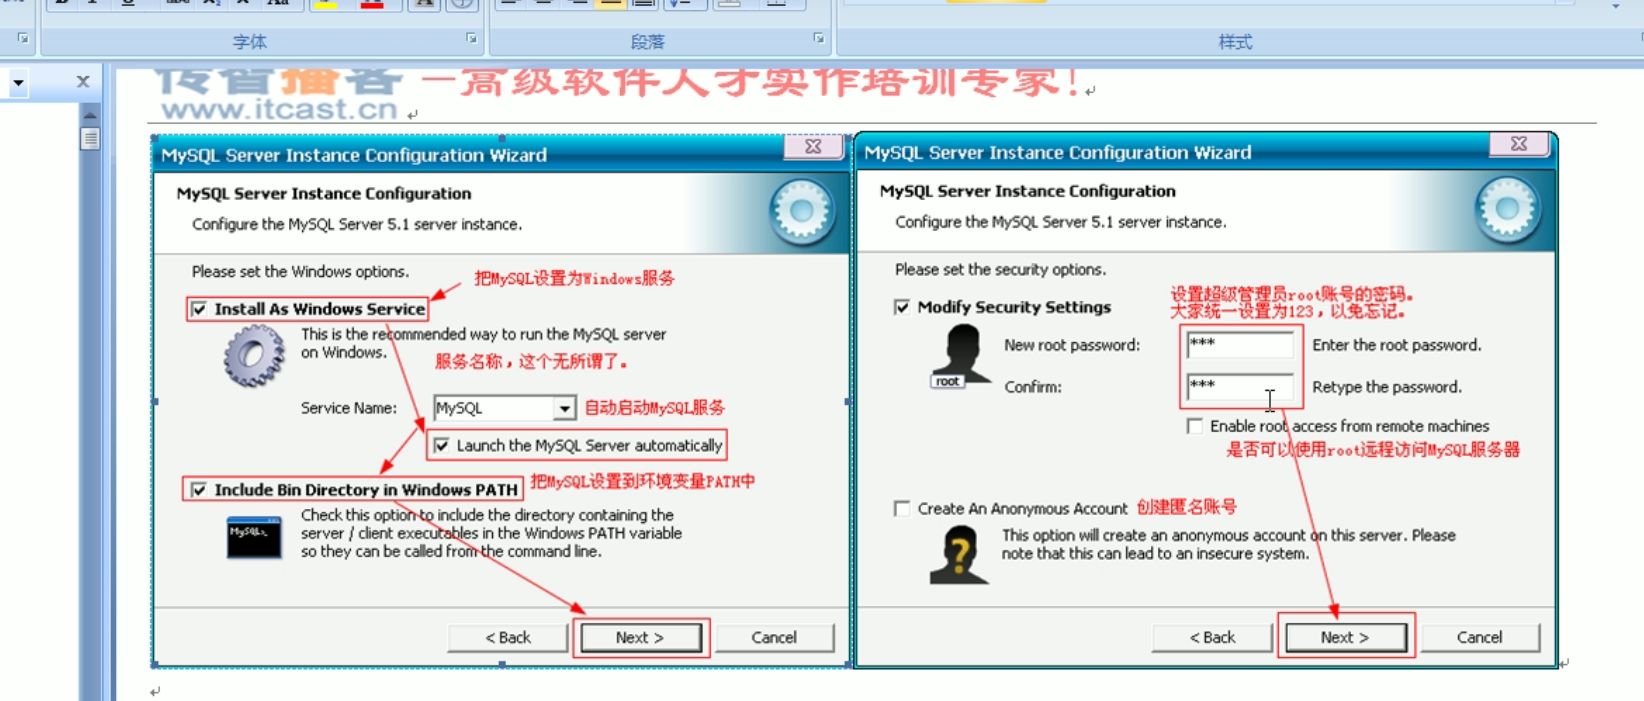 字体
段落
样式
传智播客 —高级软件人才实作培训专家!
www.itcast.cn
MySQL Server Instance Configuration Wizard
MySQL Server Instance Configuration
Configure the MySQL Server 5.1 server instance.
Please set the Windows options.
把MySQL设置为Windows服务
Install As Windows Service
This is the recommended way to run the MySQL server
on Windows.
服务名称，这个无所谓了。
Service Name:
MySQL
自动启动MySQL服务
Launch the MySQL Server automatically
Include Bin Directory in Windows PATH
把MySQL设置到环境变量PATH中
MySQL>_
Check this option to include the directory containing the
server / client executables in the Windows PATH variable
so they can be called from the command line.
< Back
Next >
Cancel
MySQL Server Instance Configuration Wizard
MySQL Server Instance Configuration
Configure the MySQL Server 5.1 server instance.
Please set the security options.
设置超级管理员root账号的密码。
大家统一设置为123，以免忘记。
Modify Security Settings
root
New root password:
***
Enter the root password.
Confirm:
***
Retype the password.
Enable root access from remote machines
是否可以使用root远程访问MySQL服务器
Create An Anonymous Account
创建匿名账号
This option will create an anonymous account on this server. Please
note that this can lead to an insecure system.
< Back
Next >
Cancel